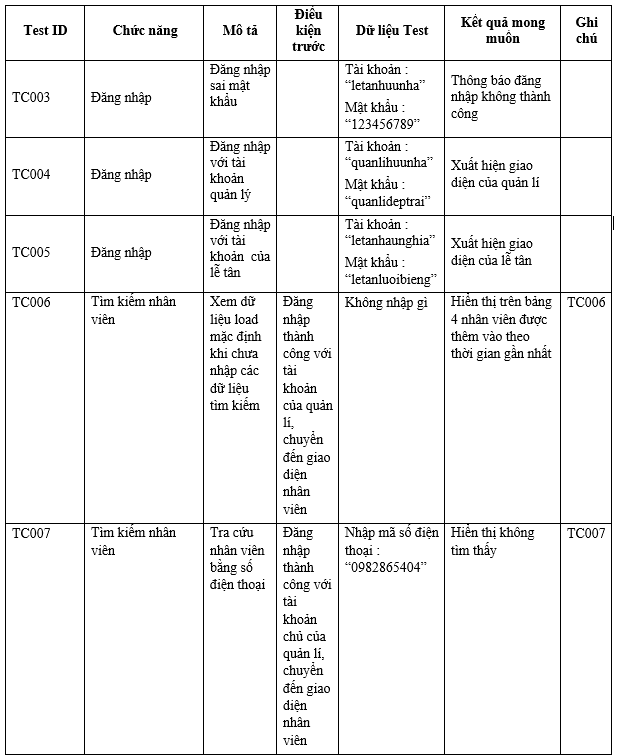 Test ID
Chức năng
Mô tả
Điều
kiện
trước
Dữ liệu Test
Kết quả mong
muốn
Ghi
chú
TC003
Đăng nhập
Đăng nhập
sai mật
khẩu
Tài khoản :
“letanhuunha”
Mật khẩu :
“123456789”
Thông báo đăng
nhập không thành
công
TC004
Đăng nhập
Đăng nhập
với tài
khoản
quản lý
Tài khoản :
“quanlihuunha”
Mật khẩu :
“quanlideptrai”
Xuất hiện giao
diện của quản lí
TC005
Đăng nhập
Đăng nhập
với tài
khoản của
lễ tân
Tài khoản :
“letanhaunghia”
Mật khẩu :
“letanluoibieng”
Xuất hiện giao
diện của lễ tân
TC006
Tìm kiếm nhân
viên
Xem dữ
liệu load
mặc định
khi chưa
nhập các
dữ liệu
tìm kiếm
Đăng
nhập
thành
công với
tài
khoản
của quản
lí,
chuyển
đến giao
diện
nhân
viên
Không nhập gì
Hiển thị trên bảng
4 nhân viên được
thêm vào theo
thời gian gần nhất
TC006
TC007
Tìm kiếm nhân
viên
Tra cứu
nhân viên
bằng số
điện thoại
Đăng
nhập
thành
công với
tài
khoản
chủ của
quản lí,
chuyển
đến giao
diện
nhân
viên
Nhập mã số điện
thoại :
“0982865404”
Hiển thị không
tìm thấy
TC007